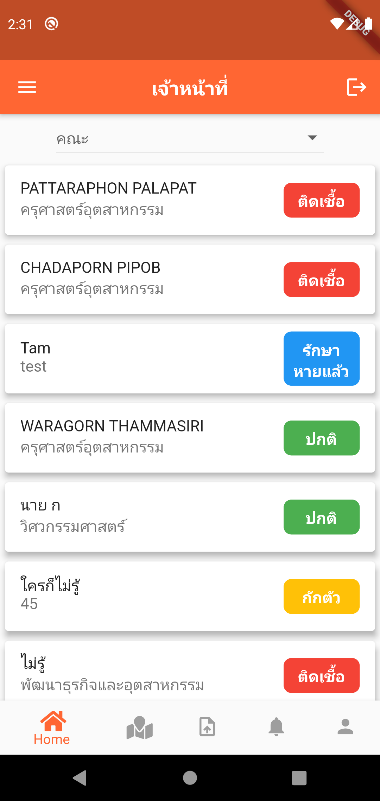 2:31
DEBUG
เจ้าหน้าที่
คณะ
PATTARAPHON PALAPAT
ครุศาสตร์อุตสาหกรรม
ติดเชื้อ
CHADAPORN PIPOB
ครุศาสตร์อุตสาหกรรม
ติดเชื้อ
Tam
test
รักษา
หายแล้ว
WARAGORN THAMMASIRI
ครุศาสตร์อุตสาหกรรม
ปกติ
นาย ก
วิศวกรรมศาสตร์
ปกติ
ใครก็ไม่รู้
45
กักตัว
ไม่รู้
พัฒนาธุรกิจและอุตสาหกรรม
ติดเชื้อ
Home